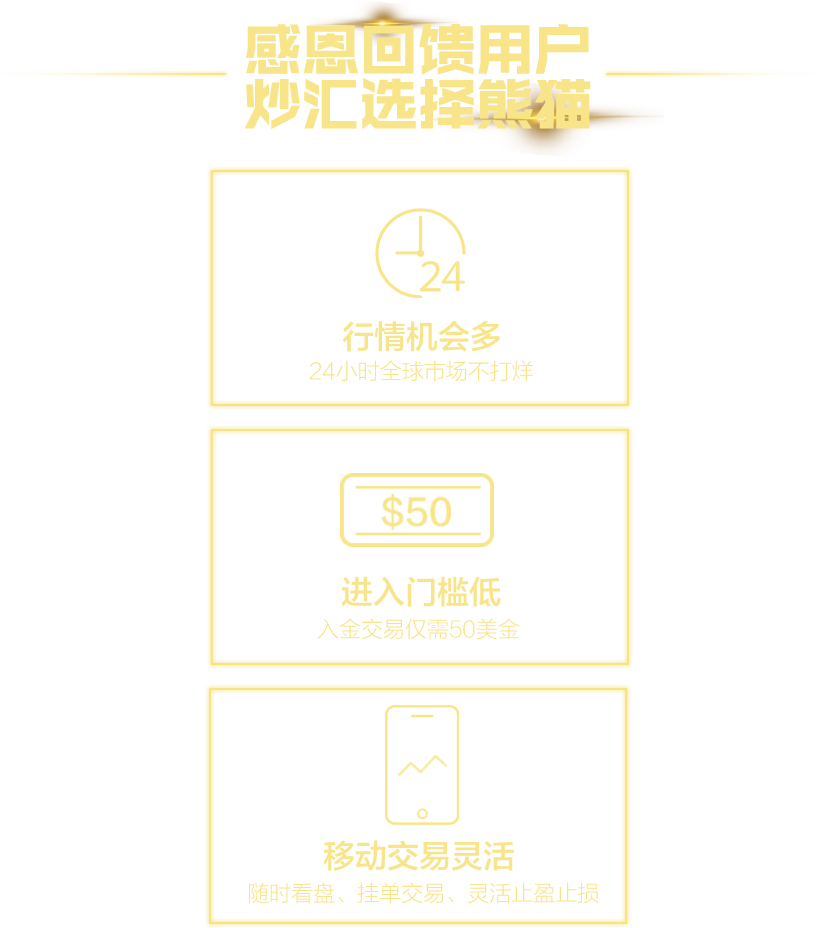 感恩回馈用户
炒汇选择熊猫
24
行情机会多
24小时全球市场不打烊
$50
进入门槛低
入金交易仅需50美金
移动交易灵活
随时看盘、挂单交易、灵活止盈止损